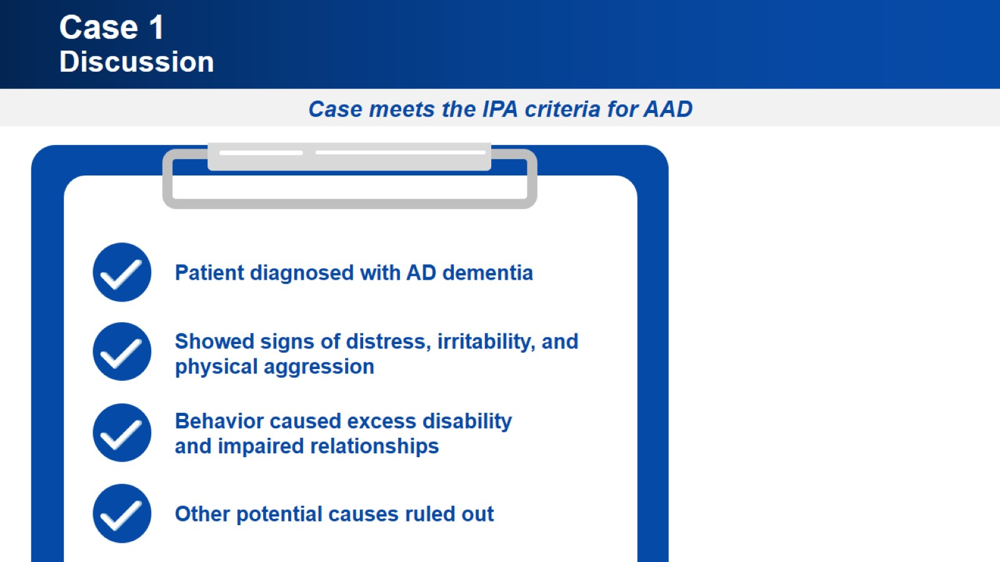 Case 1
Discussion
Case meets the IPA criteria for AAD
Patient diagnosed with AD dementia
Showed signs of distress, irritability, and
physical aggression
Behavior caused excess disability
and impaired relationships
Other potential causes ruled out